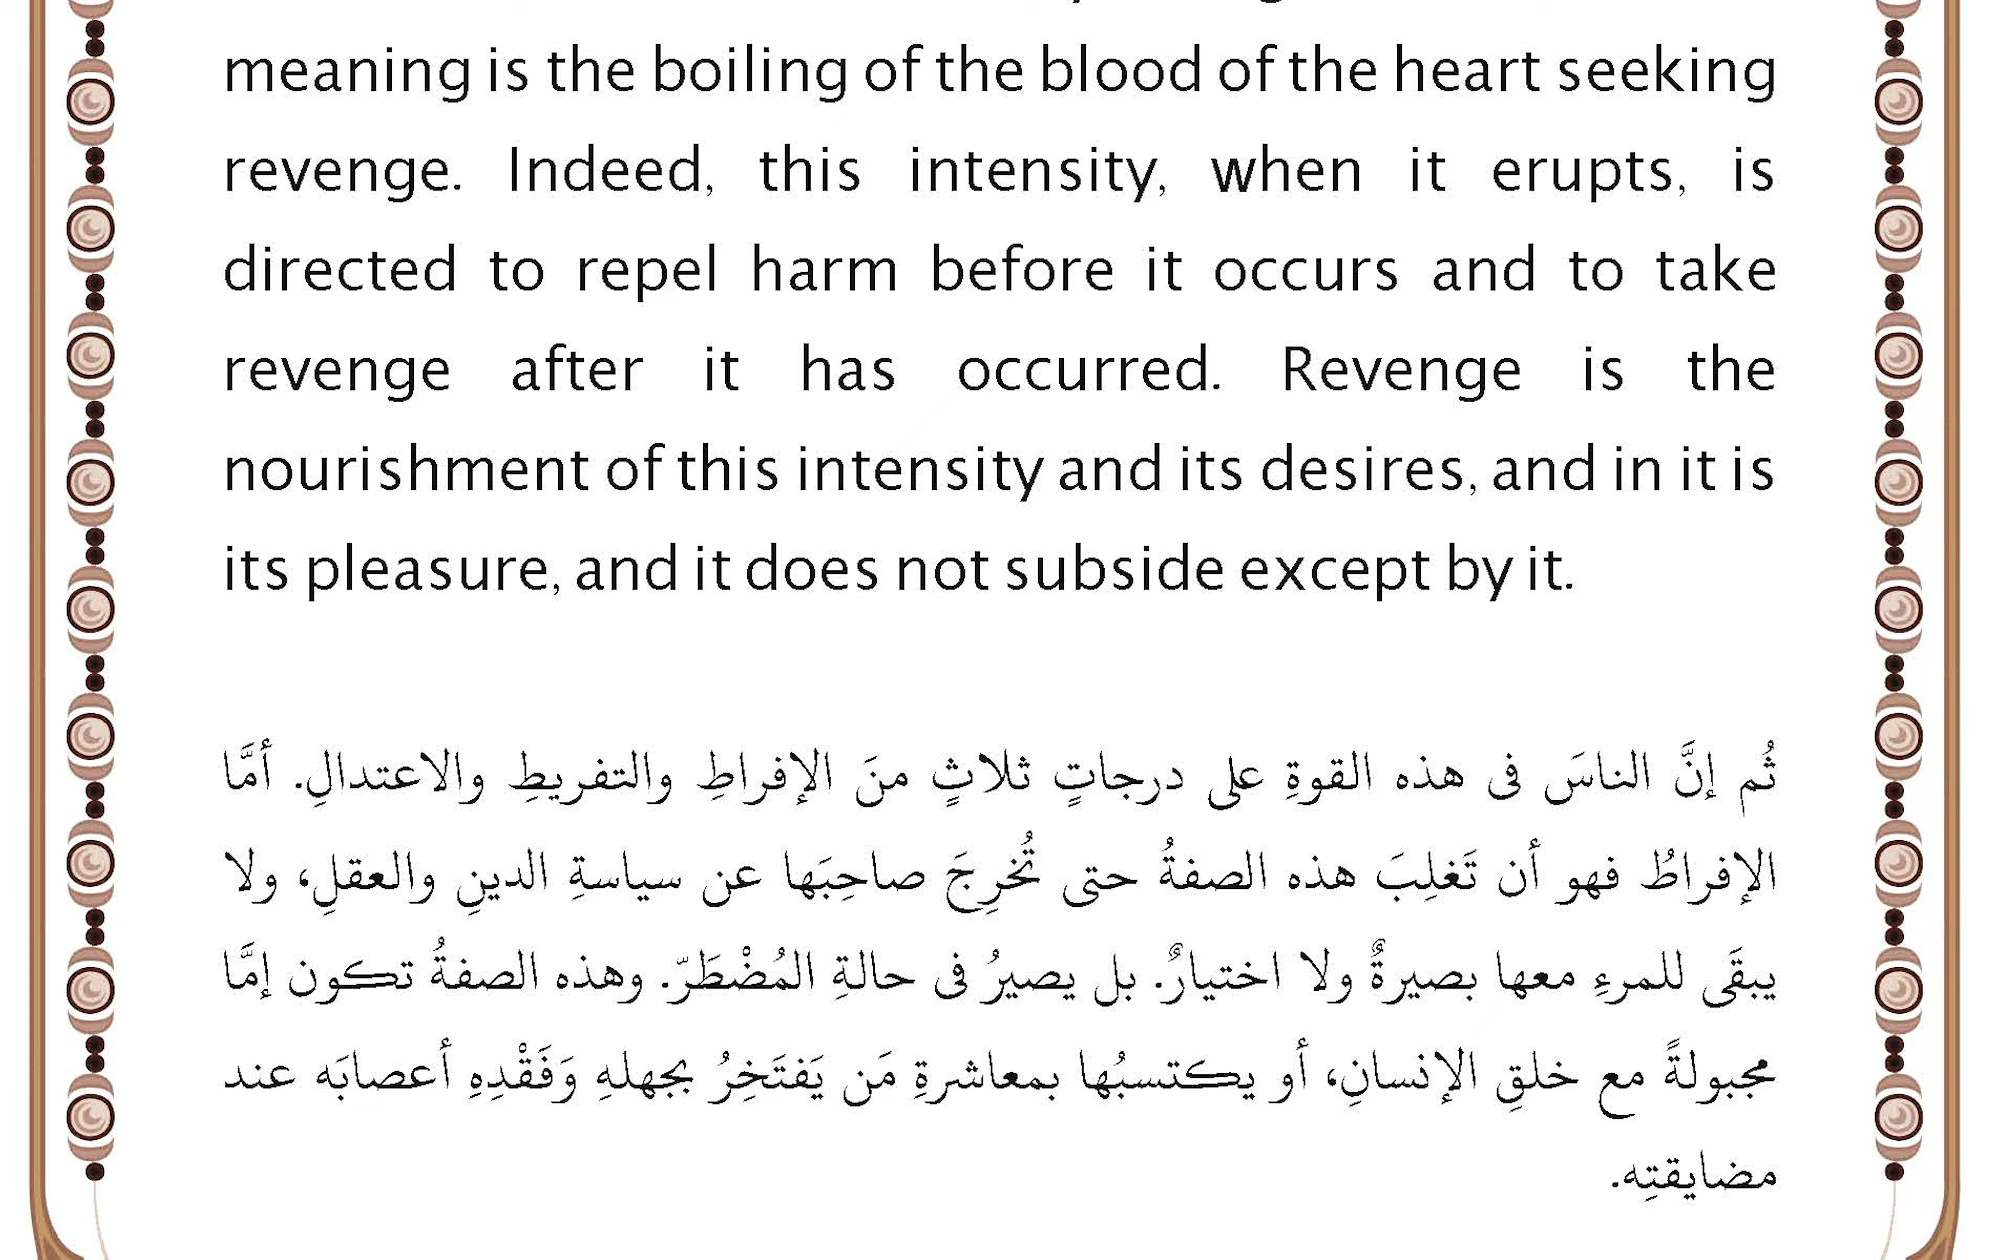 meaning is the boiling of the blood of the heart seeking
revenge. Indeed, this intensity, when it erupts, is
directed to repel harm before it occurs and to take
revenge after it has occurred. Revenge is the
nourishment of this intensity and its desires, and in it is
its pleasure, and it does not subside except by it.
ثُم إنَّ الناسَ فى هذه القوةِ على درجاتٍ ثلاثٍ منَ الإفراطِ والتفريطِ والاعتدالِ. أمَّا
الإفراطُ فهو أن تَغلِبَ هذه الصفةُ حتى تُخرِجَ صاحِبَها عن سياسةِ الدينِ والعقلِ، ولا
يبقَى للمرءِ معها بصيرةٌ ولا اختيارٌ. بل يصيرُ فى حالةِ المُضْطَرّ. وهذه الصفةُ تكون إمَّا
مجبولةً مع خلقِ الإنسانِ، أو يكتسبُها بمعاشرةِ مَن يَفتَخِرُ بجهلهِ وَفَقْدِهِ أعصابَه عند
مضايقتِه.